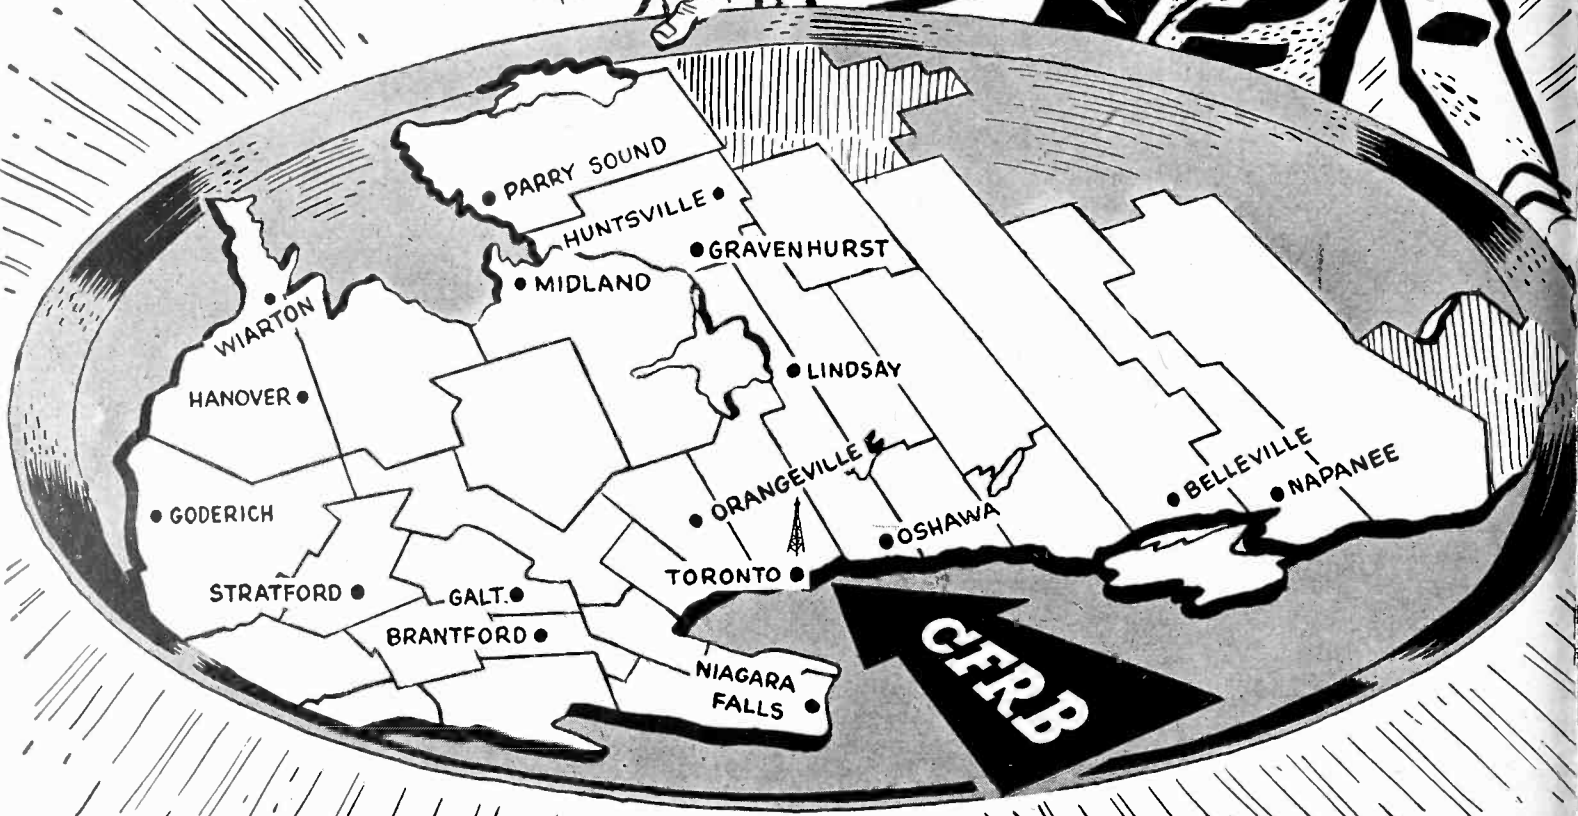 PARRY SOUND
HUNTSVILLE
GRAVENHURST
MIDLAND
WIARTON
LINDSAY
HANOVER
ORANGEVILLE
BELLEVILLE
NAPANEE
GODERICH
OSHAWA
TORONTO
STRATFORD
GALT.
BRANTFORD
CFRB
NIAGARA
FALLS